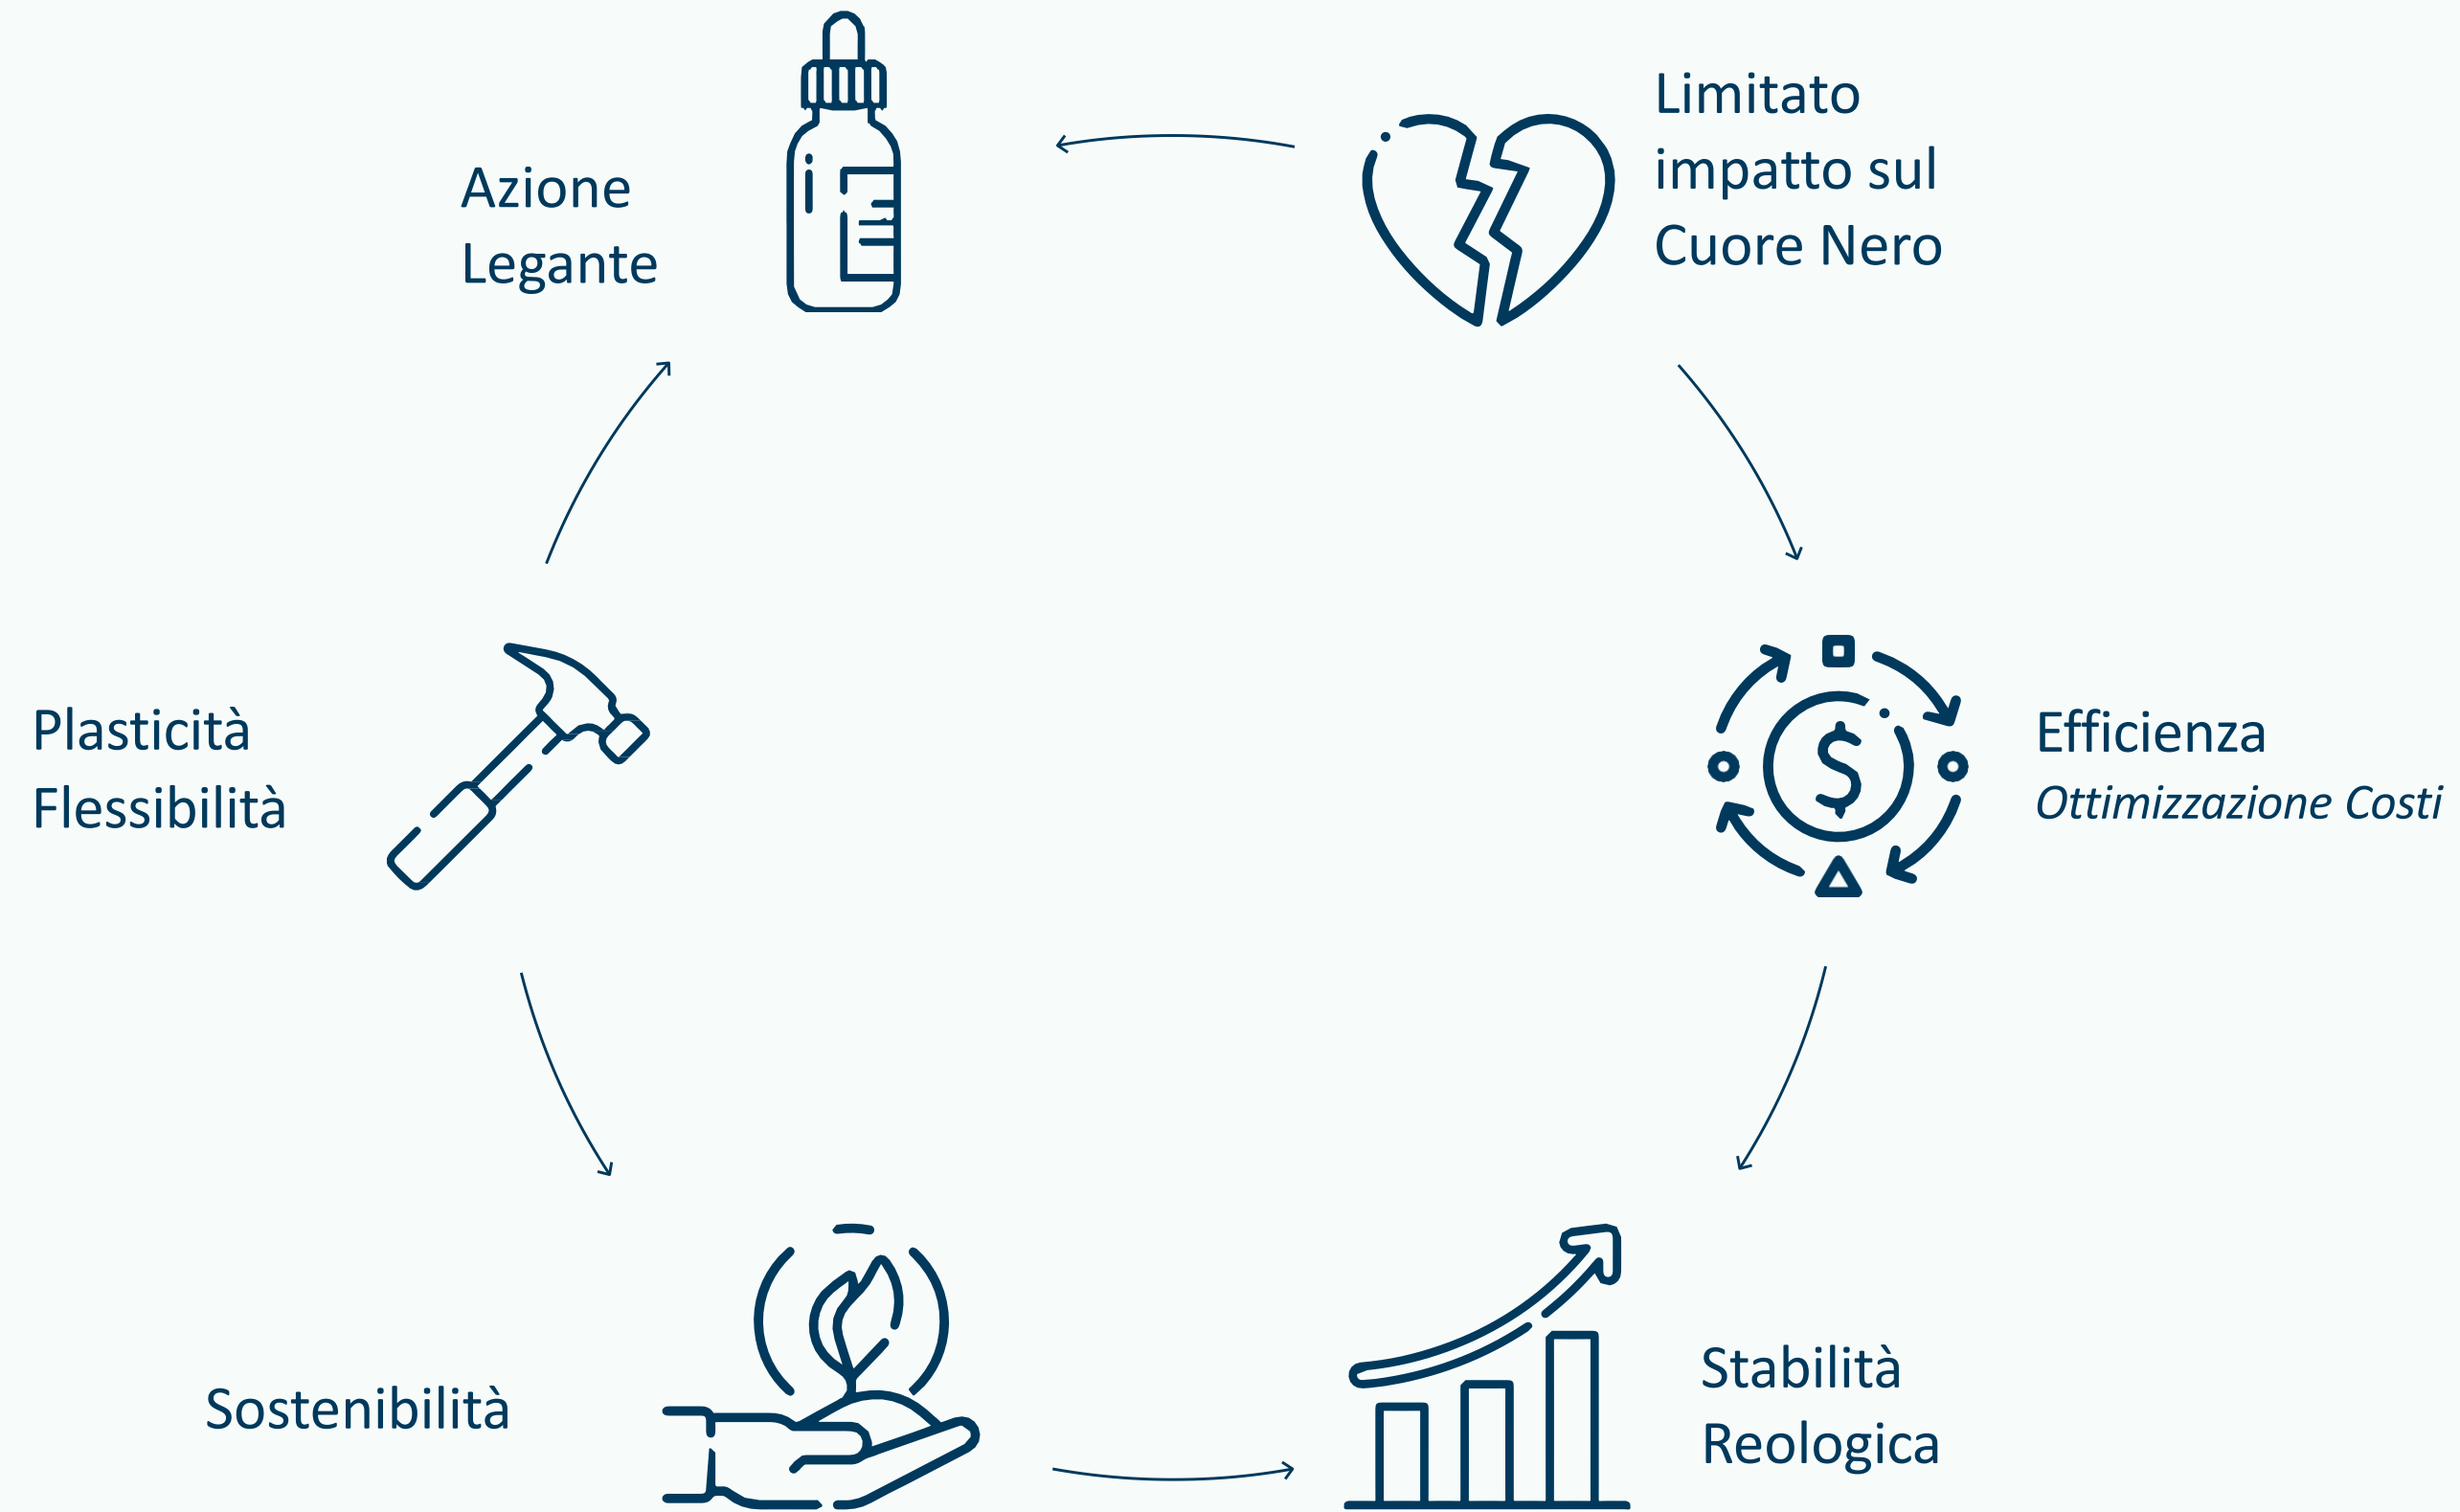 Azione
Legante
Limitato
impatto sul
Cuore Nero
Plasticità
Flessibilità
Efficienza
Ottimizzazione Costi
Sostenibilità
Stabilità
Reologica